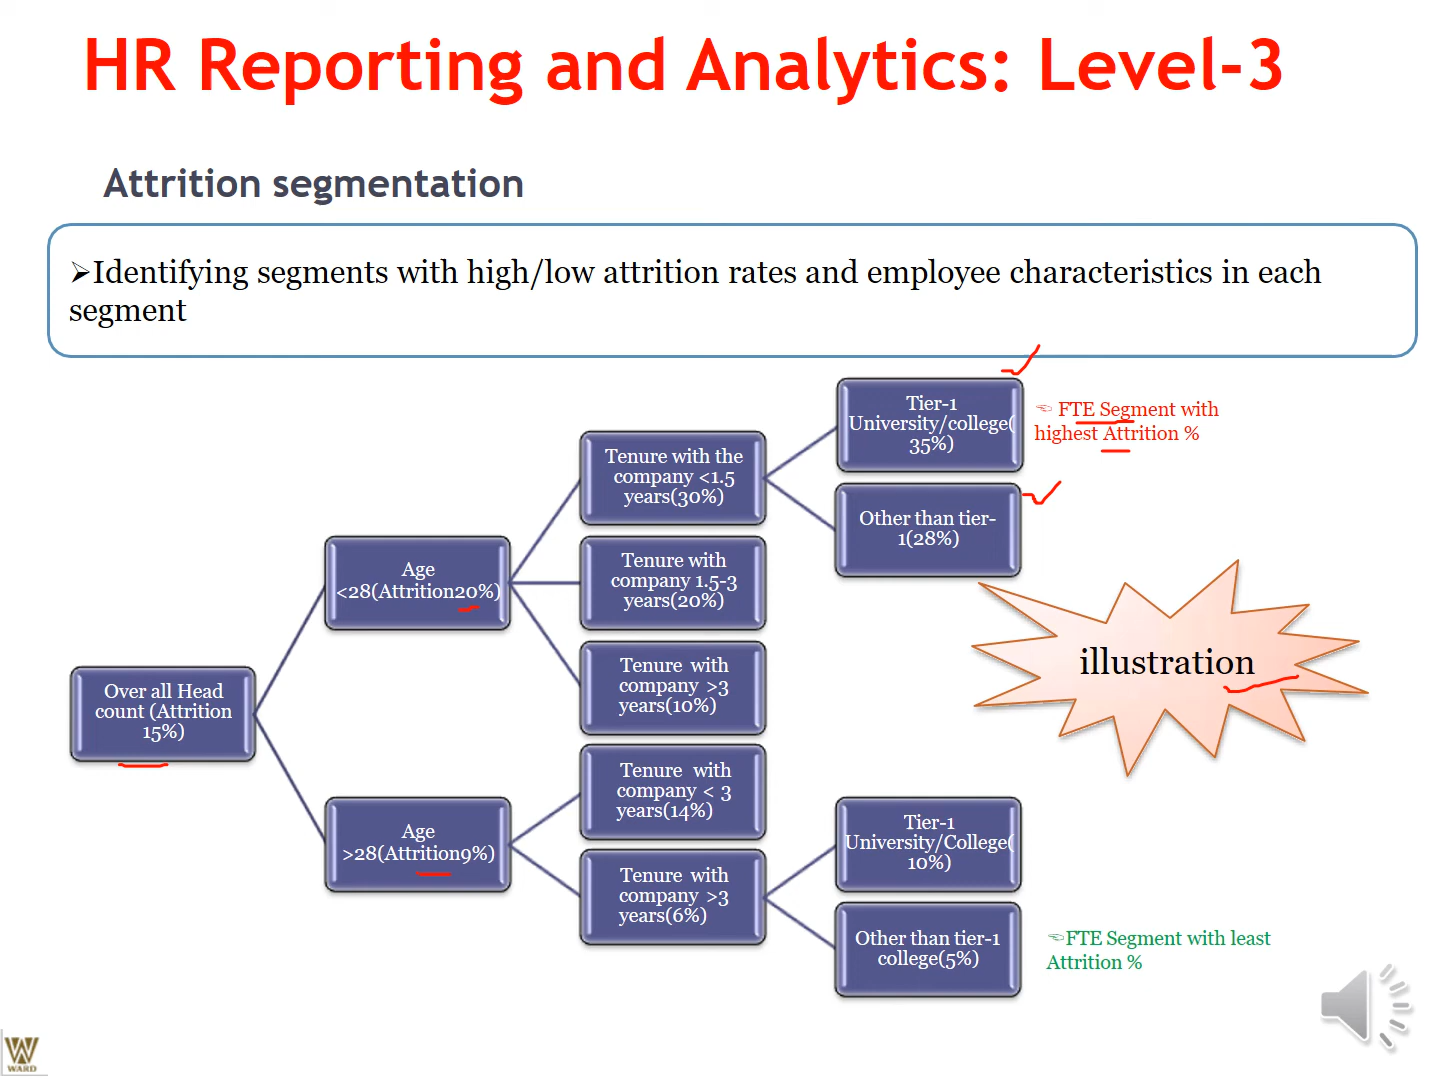 HR Reporting and Analytics: Level-3
Attrition segmentation
➢Identifying segments with high/low attrition rates and employee characteristics in each
segment
Over all Head
count (Attrition
15%)
Age
<28(Attrition20%)
Age
>28(Attrition9%)
Tenure with the
company <1.5
years(30%)
Tenure with
company 1.5-3
years(20%)
Tenure with
company >3
years(10%)
Tenure with
company < 3
years(14%)
Tenure with
company >3
years(6%)
Tier-1
University/college(
35%)
Other than tier-
1(28%)
Tier-1
University/College(
10%)
Other than tier-1
college(5%)
☜ FTE Segment with
highest Attrition %
illustration
☜FTE Segment with least
Attrition %
W
WARD